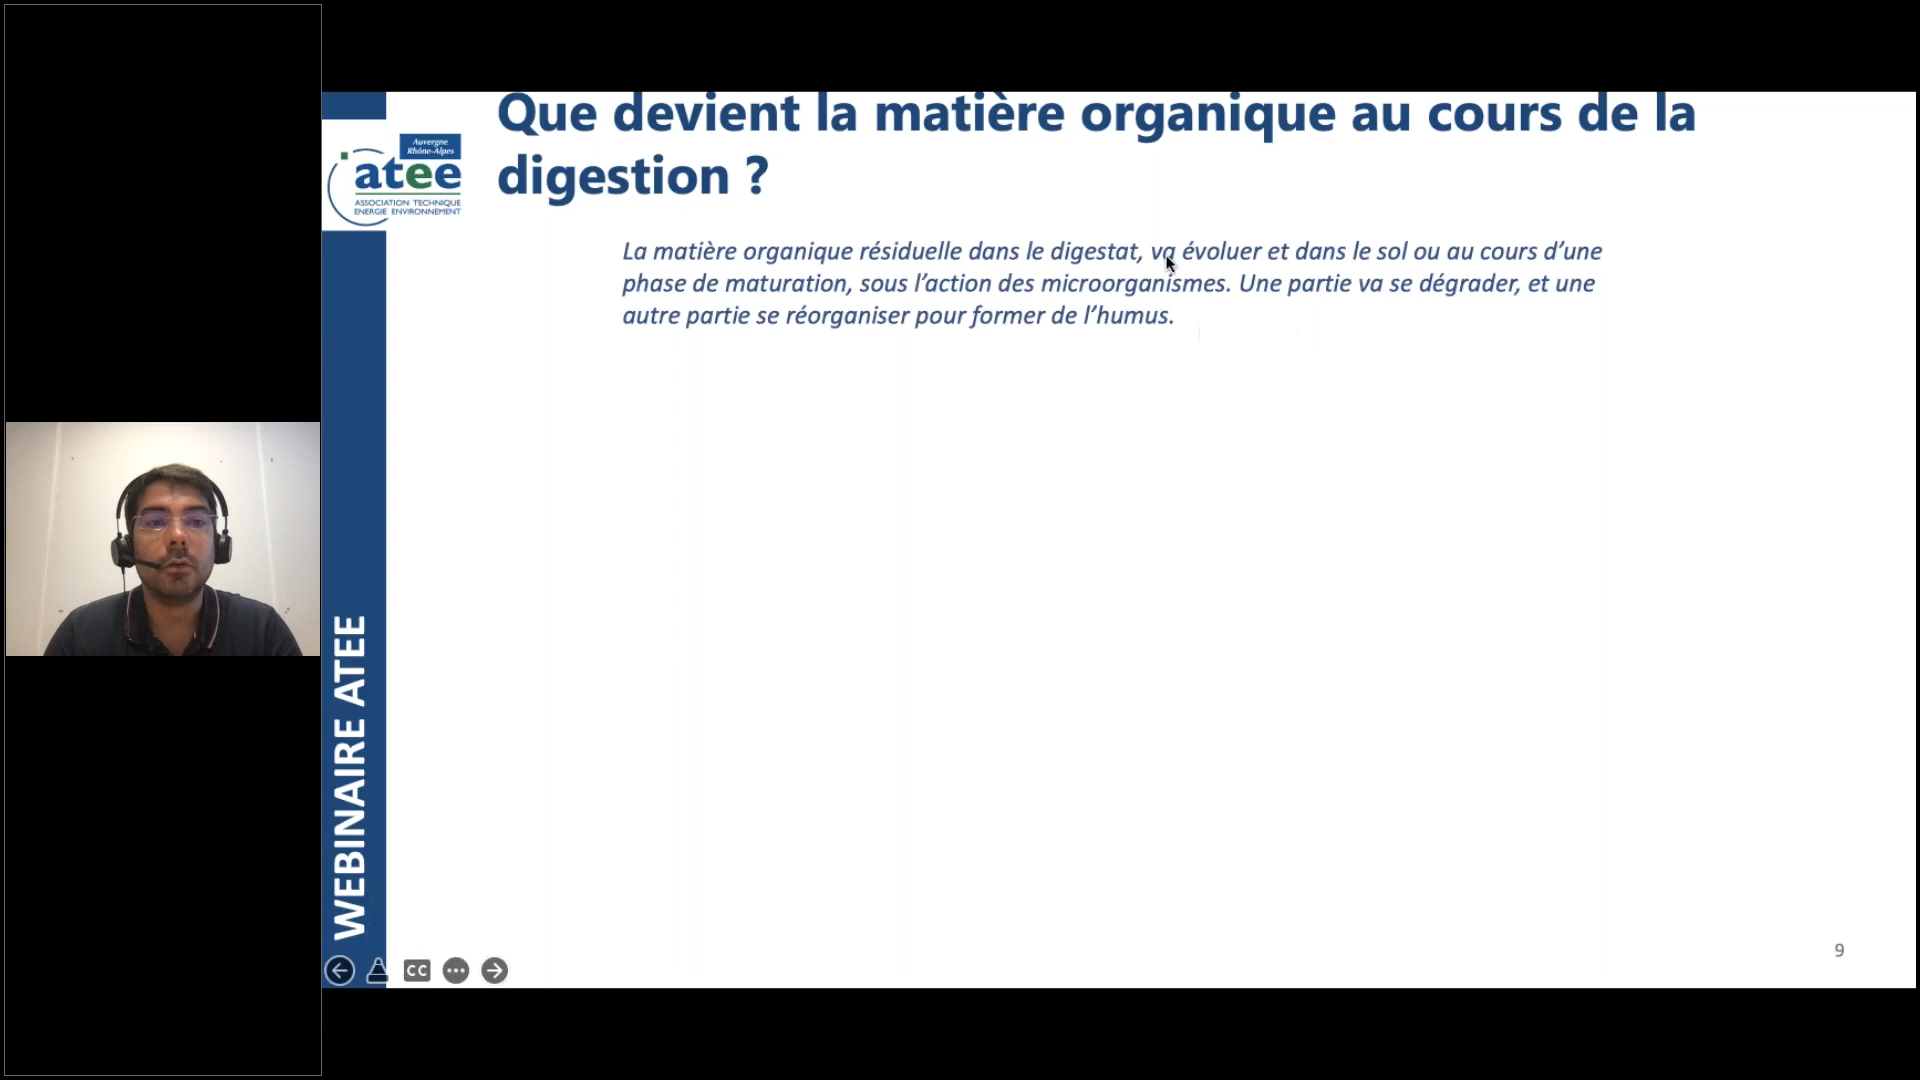 Que devient la matière organique au cours de la
digestion ?
Auvergne
Rhône-Alpes
atee
ASSOCIATION TECHNIQUE
ENERGIE ENVIRONNEMENT
La matière organique résiduelle dans le digestat, va évoluer et dans le sol ou au cours d’une
phase de maturation, sous l’action des microorganismes. Une partie va se dégrader, et une
autre partie se réorganiser pour former de l’humus.
WEBINAIRE ATEE
CC
9